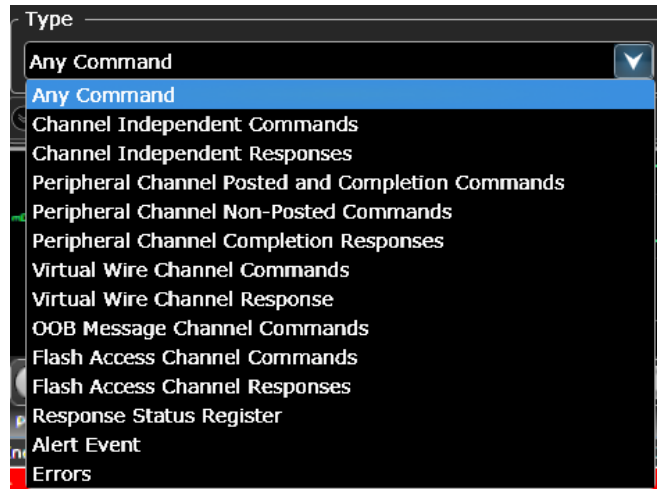 Type
Any Command
Any Command
Channel Independent Commands
Channel Independent Responses
Peripheral Channel Posted and Completion Commands
Peripheral Channel Non-Posted Commands
Peripheral Channel Completion Responses
Virtual Wire Channel Commands
Virtual Wire Channel Response
OOB Message Channel Commands
Flash Access Channel Commands
Flash Access Channel Responses
Response Status Register
Alert Event
Errors